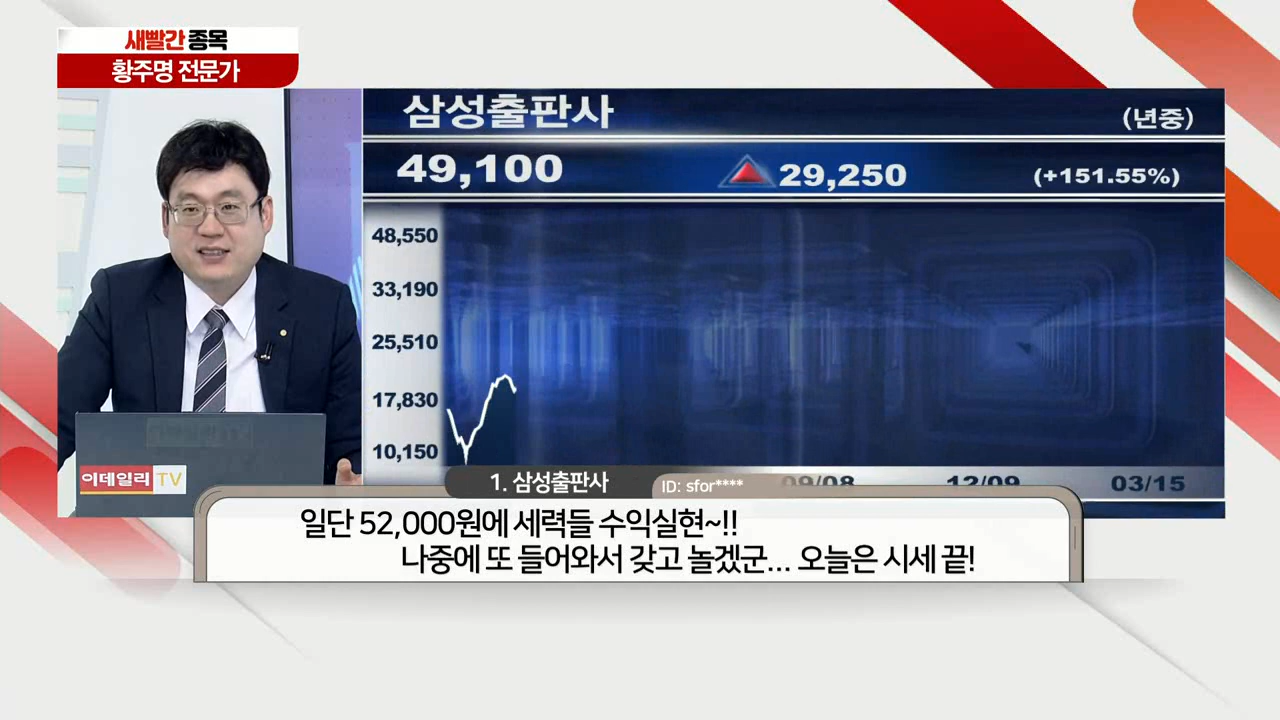 새빨간 종목
황주명 전문가
삼성출판사
(년중)
49,100
29,250
(+151.55%)
48,550
33,190
25,510
17,830
10,150
09/08
12/09
03/15
이데일리 TV
1. 삼성출판사
ID: sfor****
일단 52,000원에 세력들 수익실현~!!
나중에 또 들어와서 갖고 놀겠군... 오늘은 시세 끝!